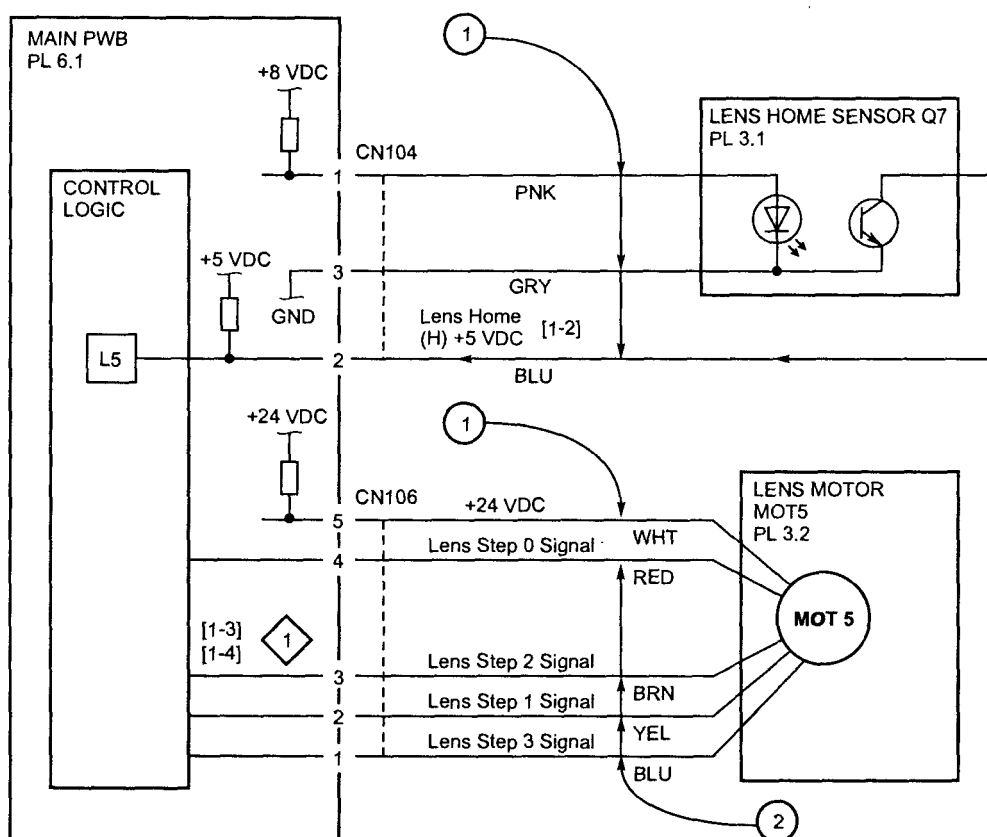 MAIN PWB
PL 6.1
+8 VDC
CONTROL
LOGIC
+5 VDC
GND
L5
+24 VDC
[1-3]
[1-4]
1
CN104
1
3
2
1
PNK
GRY
Lens Home
(H) +5 VDC
[1-2]
BLU
LENS HOME SENSOR Q7
PL 3.1
1
CN106
5
4
3
2
1
+24 VDC
WHT
Lens Step 0 Signal
RED
Lens Step 2 Signal
BRN
Lens Step 1 Signal
YEL
Lens Step 3 Signal
BLU
2
LENS MOTOR
MOT5
PL 3.2
MOT 5